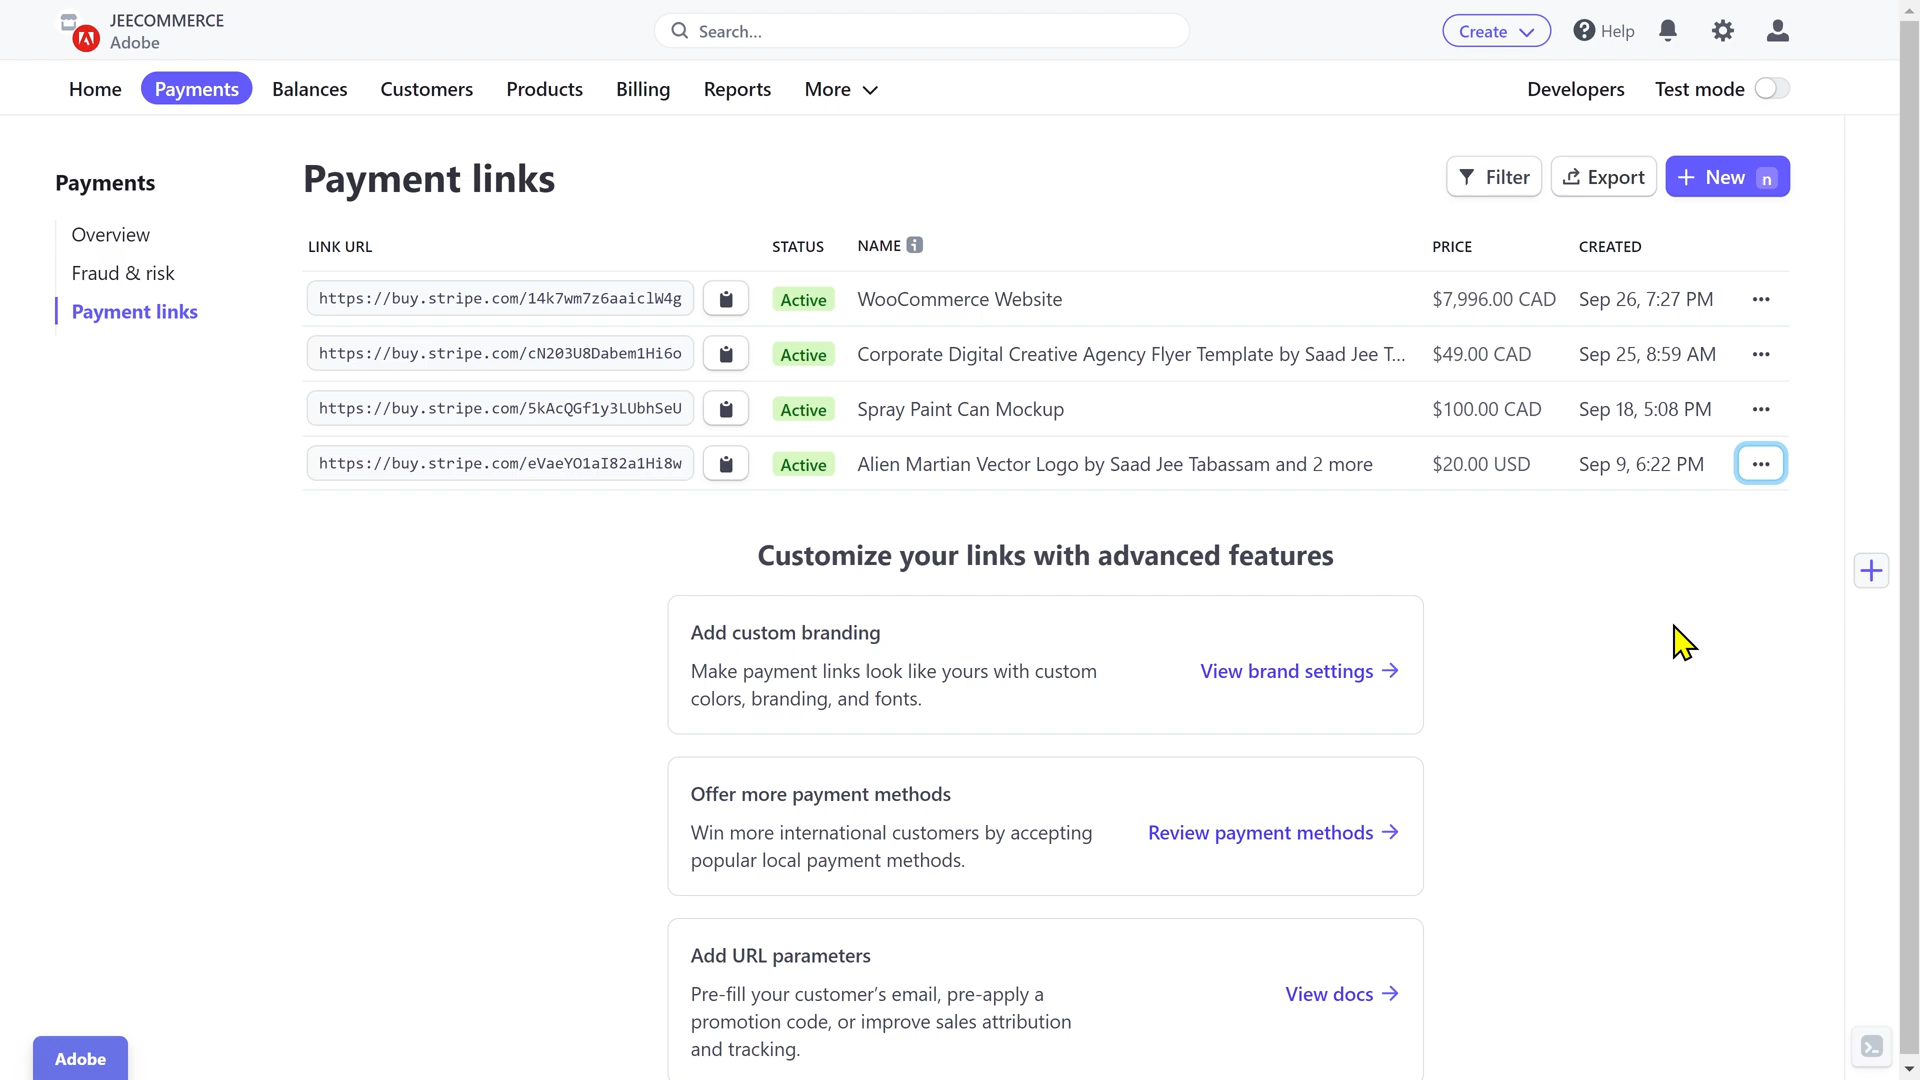 JEECOMMERCE
Adobe
Search...
Create
Help
Home
Payments
Balances
Customers
Products
Billing
Reports
More
Developers
Test mode
Payments
Overview
Fraud & risk
Payment links
Payment links
Filter
Export
New n
LINK URL STATUS NAME PRICE CREATED
https://buy.stripe.com/14k7wm7z6aaiclW4g Active WooCommerce Website $7,996.00 CAD Sep 26, 7:27 PM
https://buy.stripe.com/cN203U8Dabem1Hi6o Active Corporate Digital Creative Agency Flyer Template by Saad Jee T... $49.00 CAD Sep 25, 8:59 AM
https://buy.stripe.com/5kAcQGf1y3LUbhSeU Active Spray Paint Can Mockup $100.00 CAD Sep 18, 5:08 PM
https://buy.stripe.com/eVaeYO1aI82a1Hi8w Active Alien Martian Vector Logo by Saad Jee Tabassam and 2 more $20.00 USD Sep 9, 6:22 PM
Customize your links with advanced features
Add custom branding
Make payment links look like yours with custom
colors, branding, and fonts.
View brand settings
Offer more payment methods
Win more international customers by accepting
popular local payment methods.
Review payment methods
Add URL parameters
Pre-fill your customer’s email, pre-apply a
promotion code, or improve sales attribution
and tracking.
View docs
Adobe